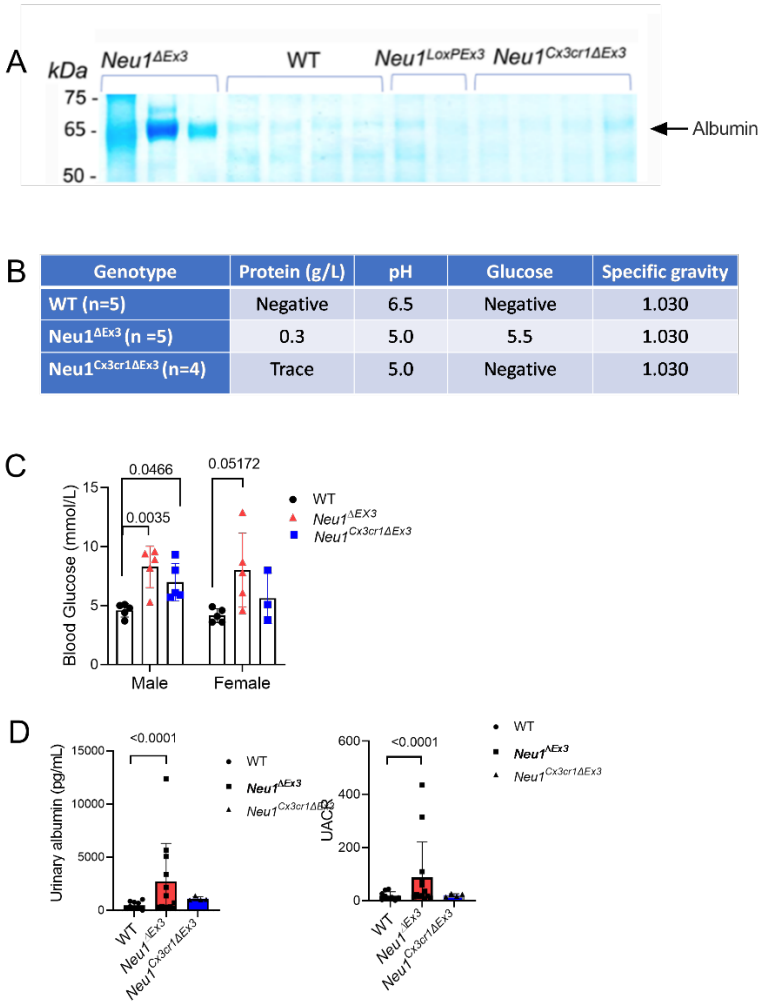 A
kDa
Neu1ΔEx3
WT
Neu1LoxPEx3
Neu1Cx3cr1ΔEx3
75 -
65 -
50 -
Albumin
B
Genotype Protein (g/L) pH Glucose Specific gravity
WT (n=5) Negative 6.5 Negative 1.030
Neu1ΔEx3 (n =5) 0.3 5.0 5.5 1.030
Neu1Cx3cr1ΔEx3 (n=4) Trace 5.0 Negative 1.030
C
0.0466
0.05172
0.0035
Blood Glucose (mmol/L)
15
10
5
0
Male Female
WT
Neu1ΔEX3
Neu1Cx3cr1ΔEx3
D
<0.0001
Urinary albumin (pg/mL)
15000
10000
5000
0
WT
Neu1ΔEx3
Neu1Cx3cr1ΔEx3
WT
Neu1ΔEx3
Neu1Cx3cr1ΔEx3
<0.0001
UACR
600
400
200
0
WT
Neu1ΔEx3
Neu1Cx3cr1ΔEx3
WT
Neu1ΔEx3
Neu1Cx3cr1ΔEx3